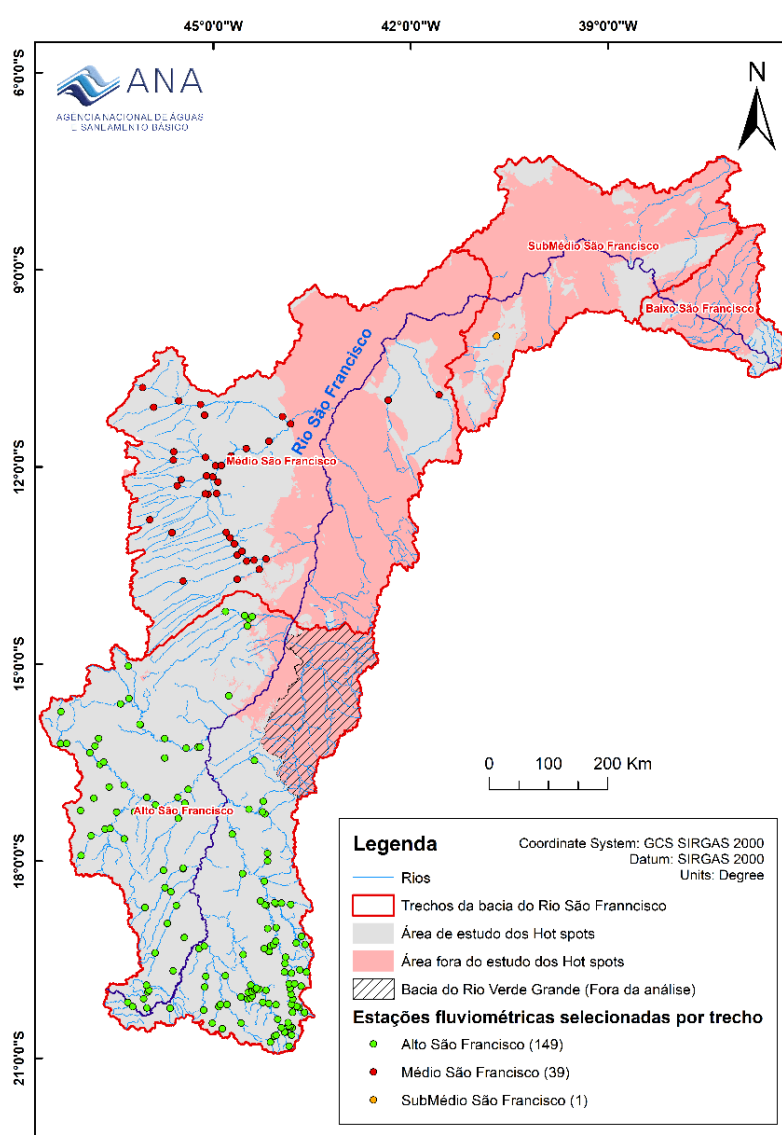 45°0'0"W
42°0'0"W
39°0'0"W
6°0'0"S
9°0'0"S
12°0'0"S
15°0'0"S
18°0'0"S
21°0'0"S
ANA
AGÊNCIA NACIONAL DE ÁGUAS
E SANEAMENTO BÁSICO
N
SubMédio São Francisco
Baixo São Francisco
Rio São Francisco
Médio São Francisco
Alto São Francisco
0 100 200 Km
Legenda
Coordinate System: GCS SIRGAS 2000
Datum: SIRGAS 2000
Units: Degree
Rios
Trechos da bacia do Rio São Franncisco
Área de estudo dos Hot spots
Área fora do estudo dos Hot spots
Bacia do Rio Verde Grande (Fora da análise)
Estações fluviométricas selecionadas por trecho
Alto São Francisco (149)
Médio São Francisco (39)
SubMédio São Francisco (1)